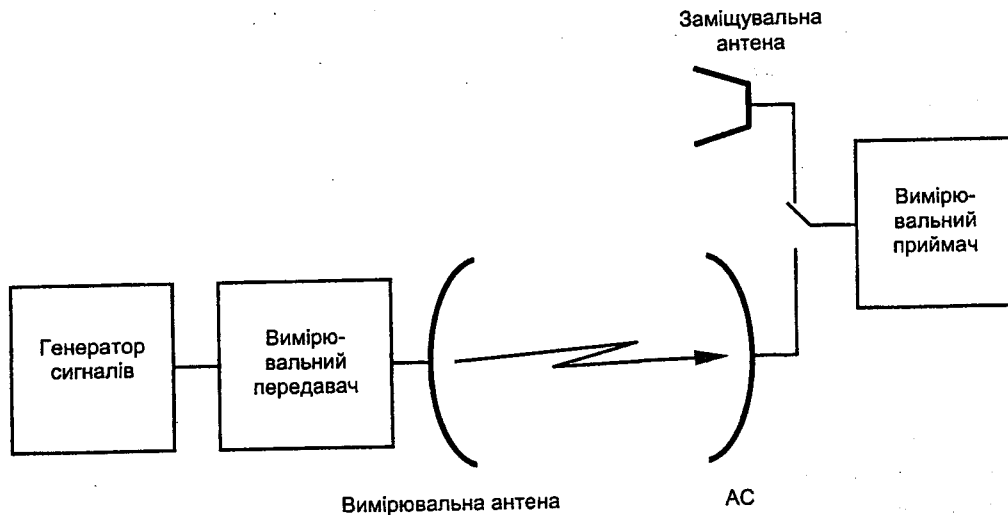 Заміщувальна
антена
Вимірю-
вальний
приймач
Генератор
сигналів
Вимірю-
вальний
передавач
Вимірювальна антена
АС